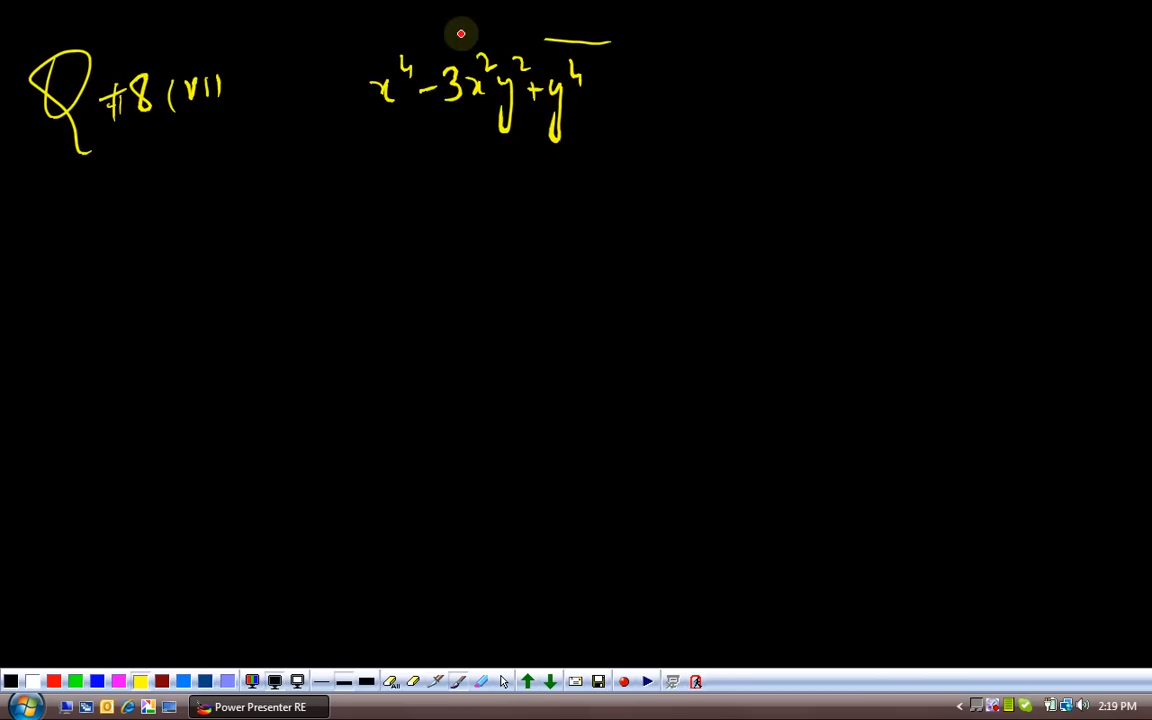 Q #8 (VII) x⁴ - 3x²y² + y⁴
Power Presenter RE
2:19 PM